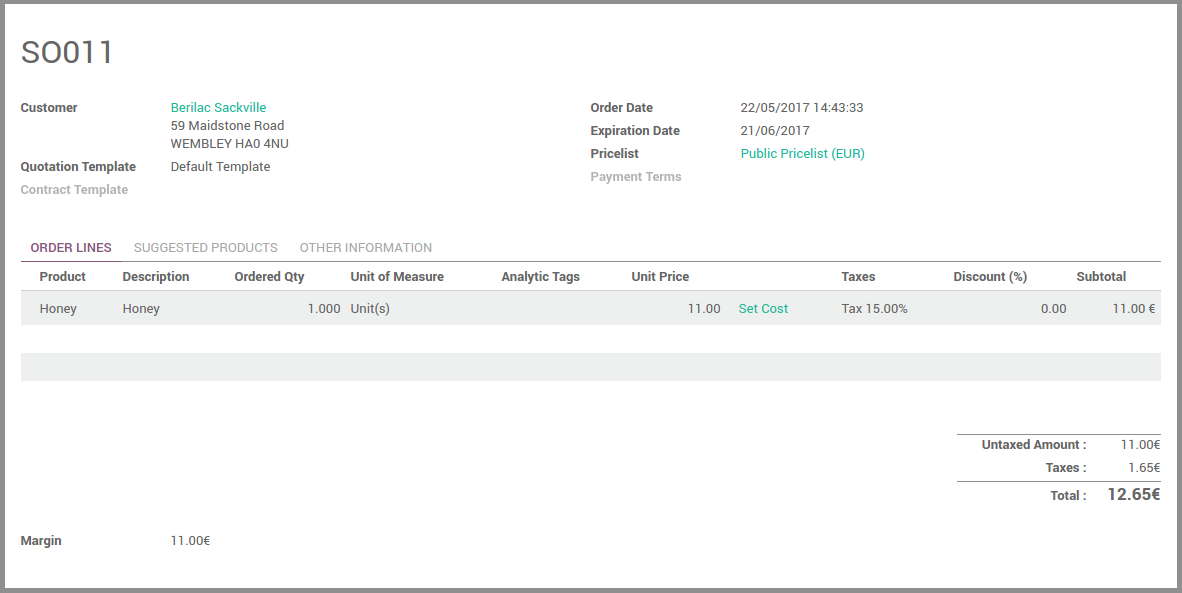 SO011
Customer Berilac Sackville
59 Maidstone Road
WEMBLEY HA0 4NU
Quotation Template Default Template
Contract Template
Order Date 22/05/2017 14:43:33
Expiration Date 21/06/2017
Pricelist Public Pricelist (EUR)
Payment Terms
ORDER LINES SUGGESTED PRODUCTS OTHER INFORMATION
Product Description Ordered Qty Unit of Measure Analytic Tags Unit Price Taxes Discount (%) Subtotal
Honey Honey 1.000 Unit(s) 11.00 Set Cost Tax 15.00% 0.00 11.00 €
Untaxed Amount : 11.00€
Taxes : 1.65€
Total : 12.65€
Margin 11.00€